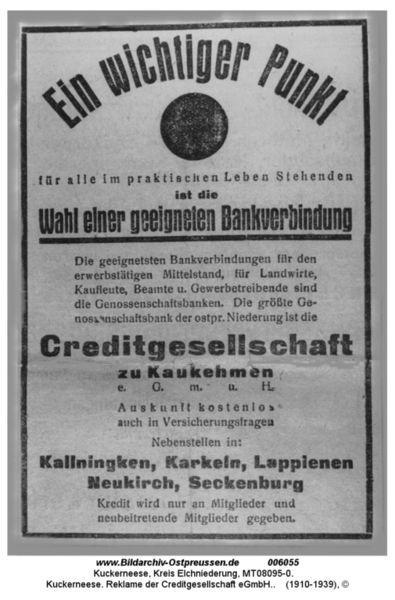 Ein wichtiger Punkt
für alle im praktischen Leben Stehenden
ist die
Wahl einer geeigneten Bankverbindung
Die geeignetsten Bankverbindungen für den
erwerbstätigen Mittelstand, für Landwirte,
Kaufleute, Beamte u. Gewerbetreibende sind
die Genossenschaftsbanken. Die größte Ge-
nossenschaftsbank der ostpr. Niederung ist die
Creditgesellschaft
zu Kaukehmen
e. G. m. u. H.
Auskunft kostenlos
auch in Versicherungsfragen
Nebenstellen in:
Kallningken, Karkeln, Lappienen
Neukirch, Seckenburg
Kredit wird nur an Mitglieder und
neubeitretende Mitglieder gegeben.
www.Bildarchiv-Ostpreussen.de 006055
Kuckerneese, Kreis Elchniederung, MT08095-0.
Kuckerneese. Reklame der Creditgesellschaft eGmbH.. (1910-1939), ©